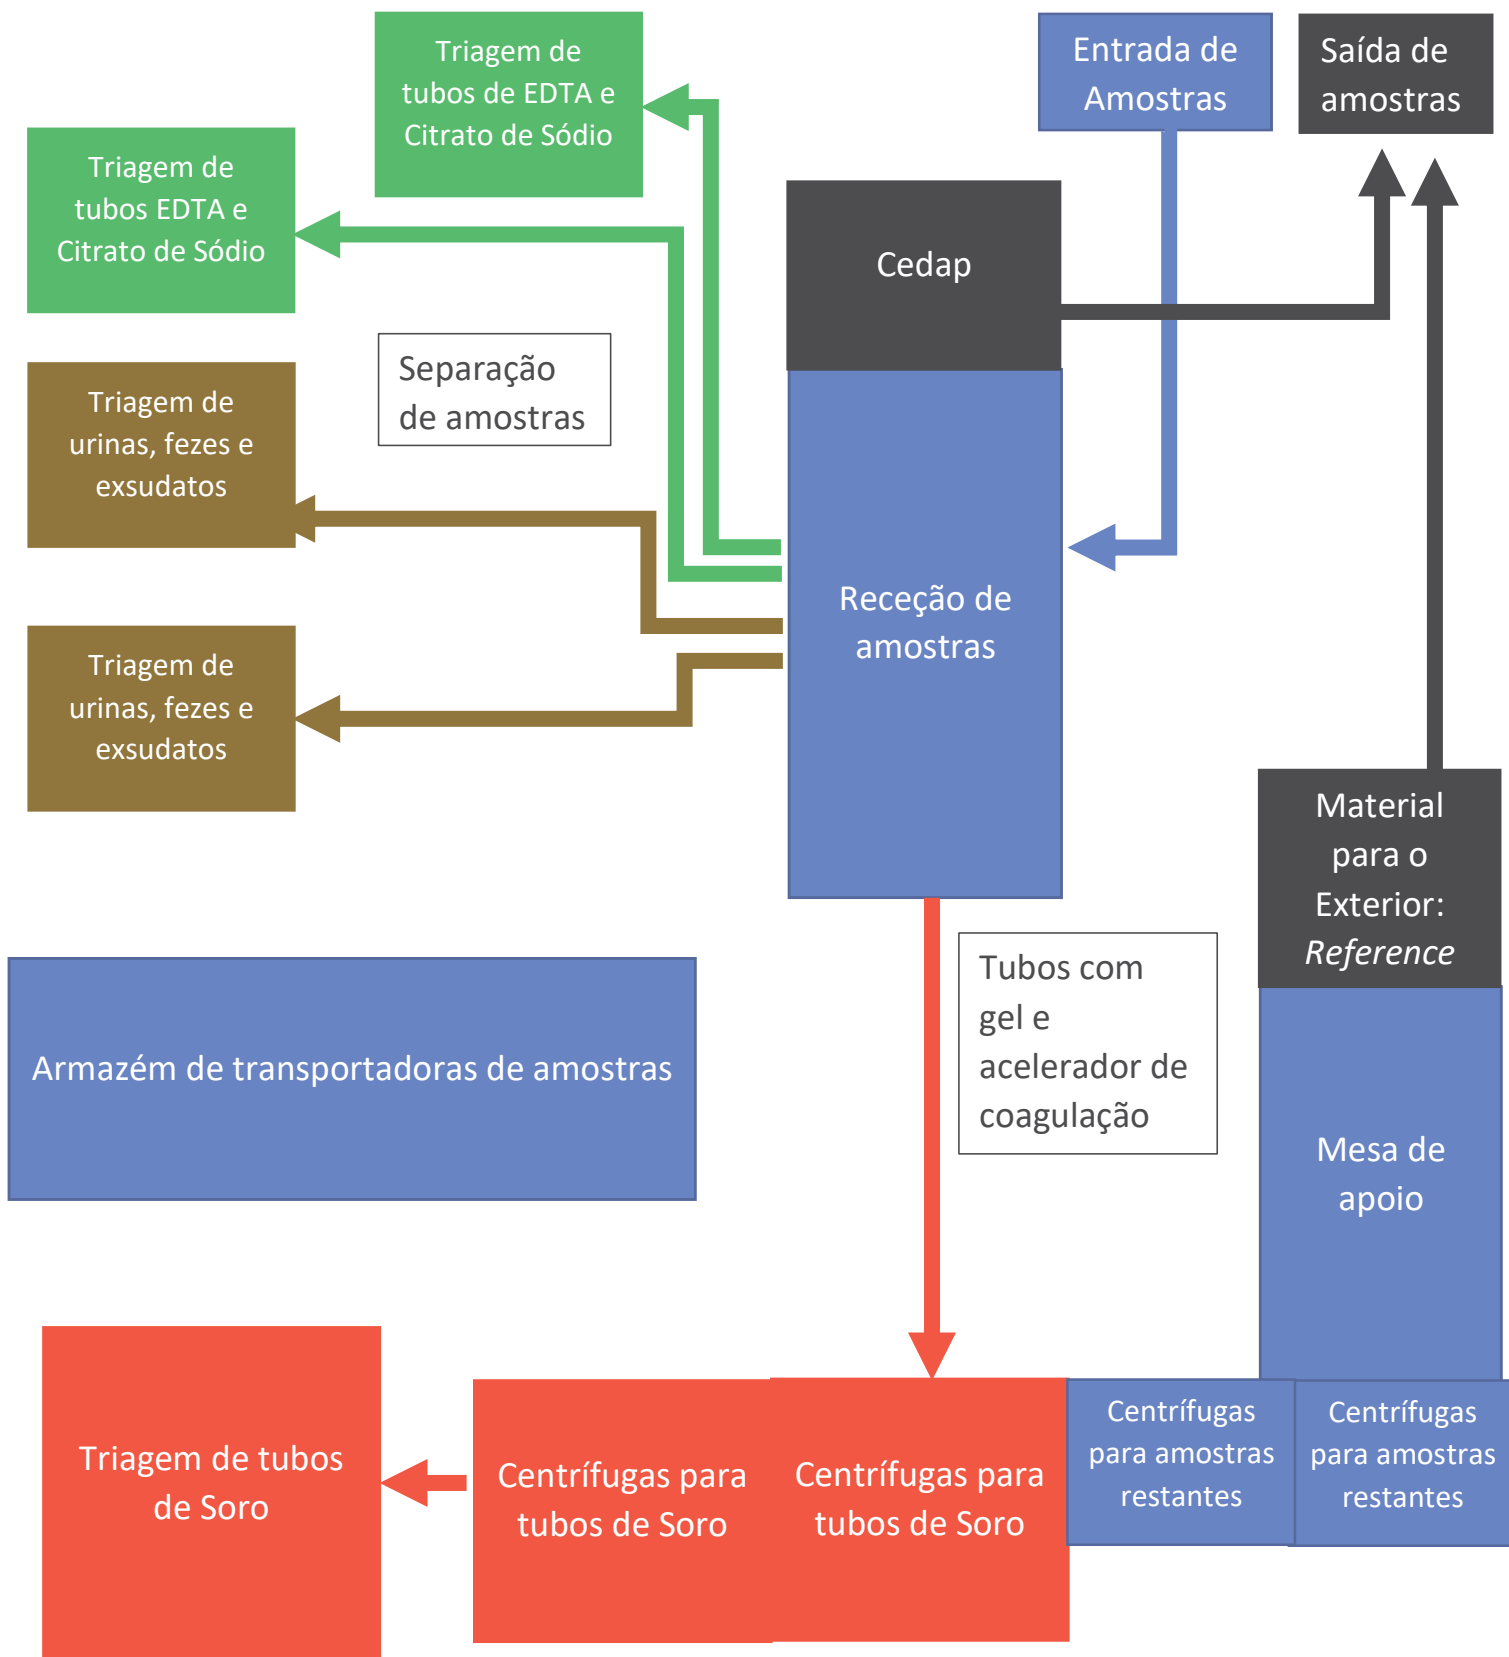 Triagem de
tubos de EDTA e
Citrato de Sódio
Entrada de
Amostras
Saída de
amostras
Triagem de
tubos EDTA e
Citrato de Sódio
Cedap
Separação
de amostras
Triagem de
urinas, fezes e
exsudatos
Receção de
amostras
Triagem de
urinas, fezes e
exsudatos
Material
para o
Exterior:
Reference
Tubos com
gel e
acelerador de
coagulação
Armazém de transportadoras de amostras
Mesa de
apoio
Triagem de tubos
de Soro
Centrífugas para
tubos de Soro
Centrífugas para
tubos de Soro
Centrífugas
para amostras
restantes
Centrífugas
para amostras
restantes